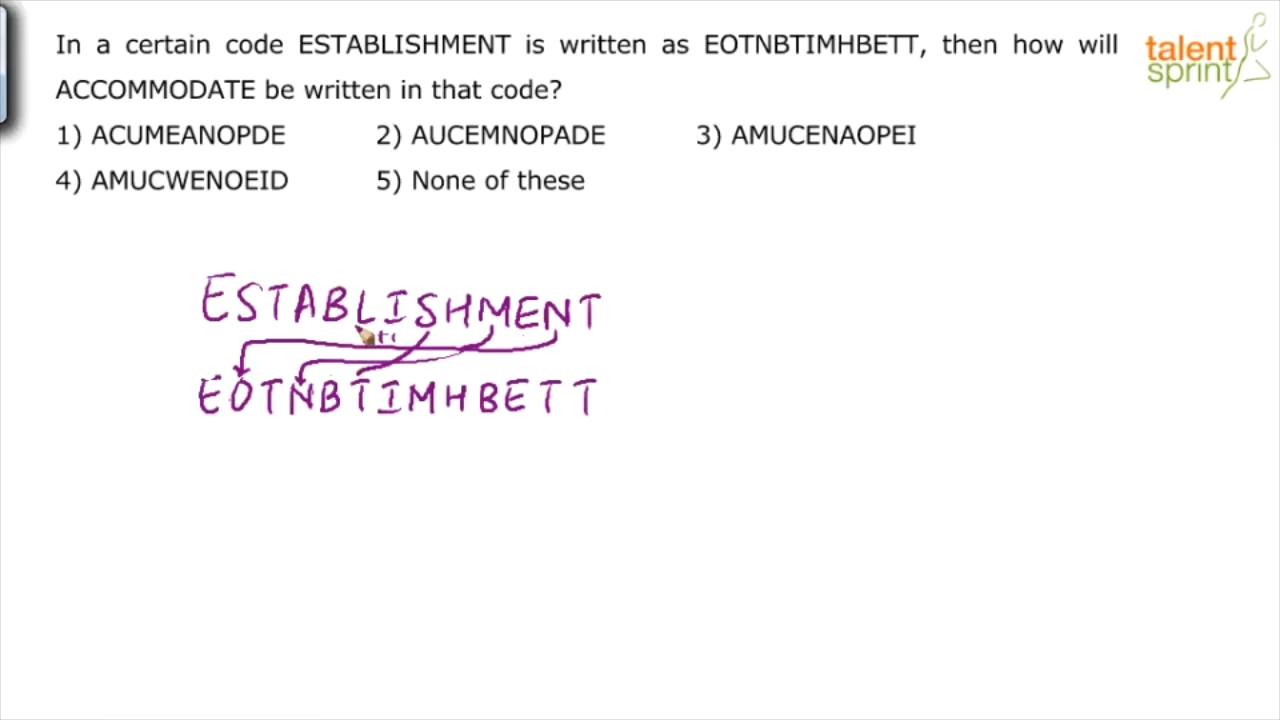 In a certain code ESTABLISHMENT is written as EOTNBTIMHBETT, then how will
ACCOMMODATE be written in that code?
talent
sprint
1) ACUMEANOPDE 2) AUCEMNOPADE 3) AMUCENAOPEI
4) AMUCWENOEID 5) None of these
ESTABLISHMENT
EOTNBTIMHBETT